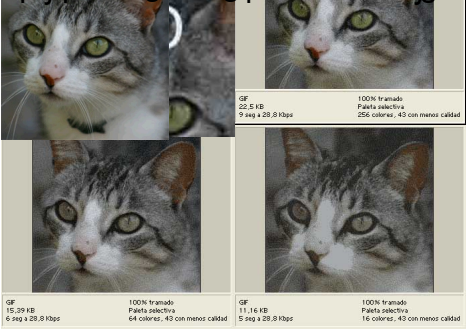 GIF 100% tramado
22,5 KB Paleta selectiva
9 seg a 28,8 Kbps 256 colores, 43 con menos calidad
GIF 100% tramado
15,39 KB Paleta selectiva
6 seg a 28,8 Kbps 64 colores, 43 con menos calidad
GIF 100% tramado
11,16 KB Paleta selectiva
5 seg a 28,8 Kbps 16 colores, 43 con menos calidad